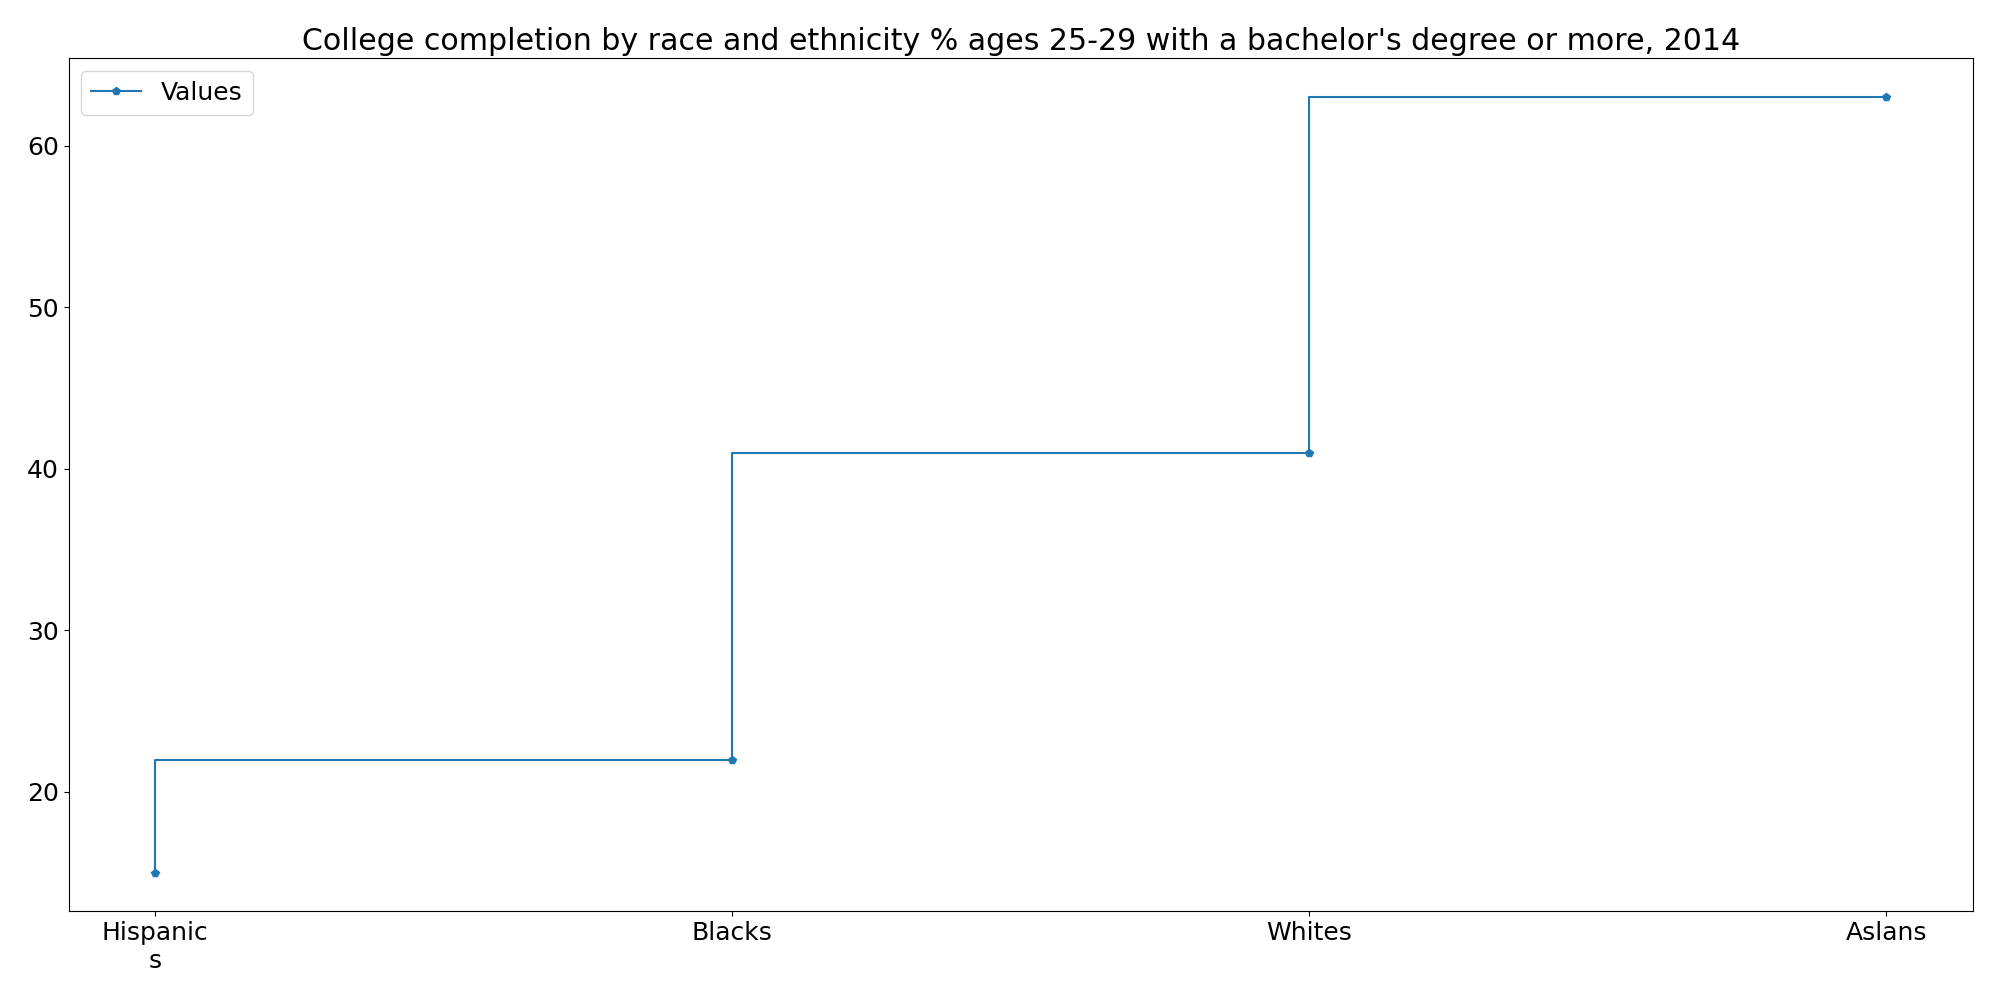 College completion by race and ethnicity % ages 25-29 with a bachelor's degree or more, 2014
Values
60
50
40
30
20
Hispanic
s
Blacks
Whites
Aslans